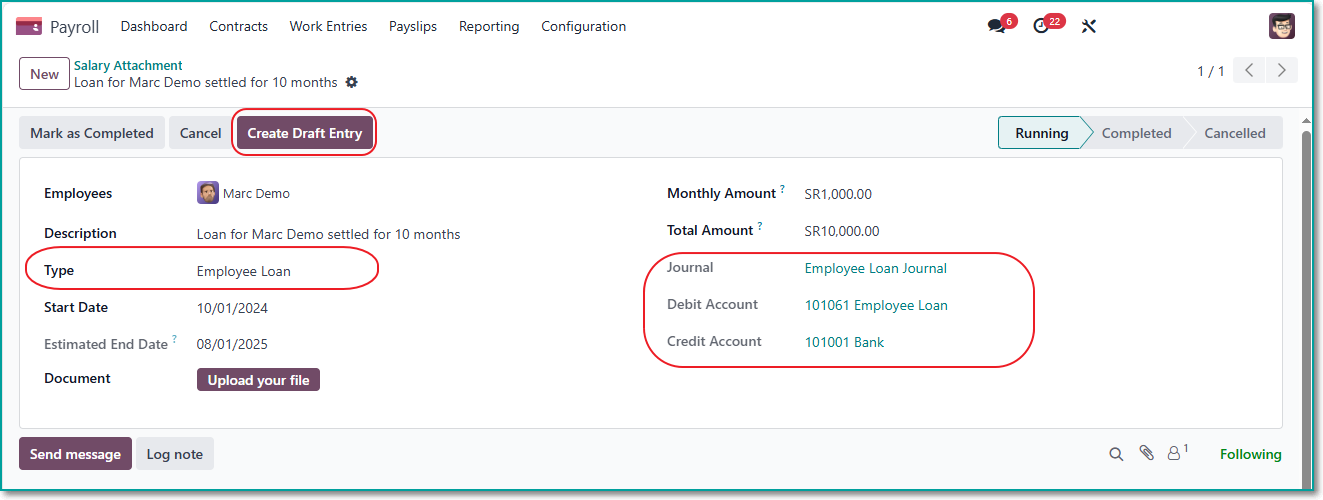 Payroll Dashboard Contracts Work Entries Payslips Reporting Configuration 6 22
New Salary Attachment 1 / 1
Loan for Marc Demo settled for 10 months
Mark as Completed Cancel Create Draft Entry Running Completed Cancelled
Employees Marc Demo Monthly Amount ? SR1,000.00
Description Loan for Marc Demo settled for 10 months Total Amount ? SR10,000.00
Type Employee Loan Journal Employee Loan Journal
Start Date 10/01/2024 Debit Account 101061 Employee Loan
Estimated End Date ? 08/01/2025 Credit Account 101001 Bank
Document Upload your file
Send message Log note 1 Following